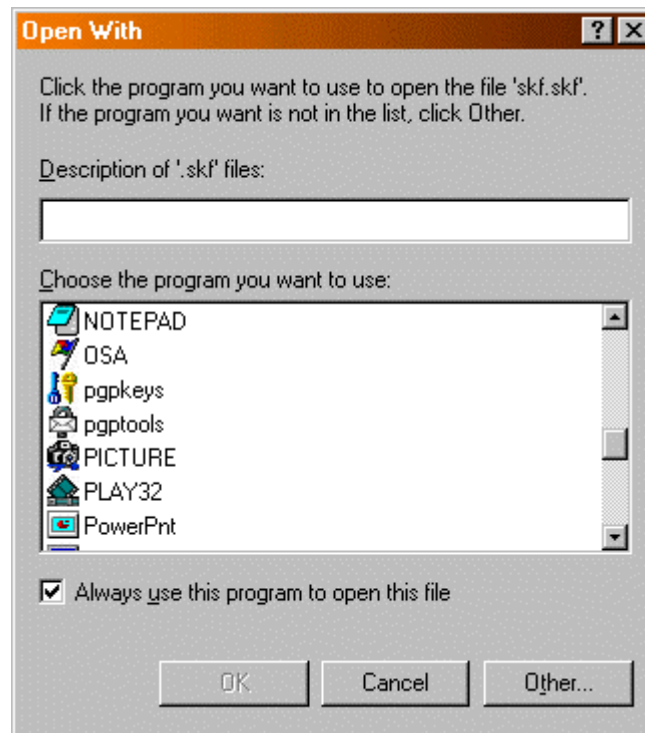 Open With
Click the program you want to use to open the file 'skf.skf'.
If the program you want is not in the list, click Other.
Description of '.skf' files:
Choose the program you want to use:
NOTEPAD
OSA
pgpkeys
pgptools
PICTURE
PLAY32
PowerPnt
Always use this program to open this file
OK Cancel Other...